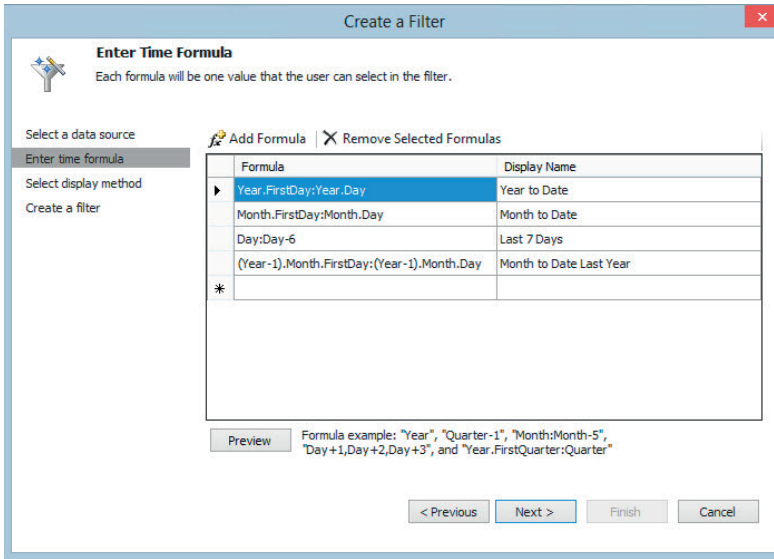 Create a Filter
Enter Time Formula
Each formula will be one value that the user can select in the filter.
Select a data source
Enter time formula
Select display method
Create a filter
Add Formula | Remove Selected Formulas
Formula Display Name
Year.FirstDay:Year.Day Year to Date
Month.FirstDay:Month.Day Month to Date
Day:Day-6 Last 7 Days
(Year-1).Month.FirstDay:(Year-1).Month.Day Month to Date Last Year
Preview
Formula example: "Year", "Quarter-1", "Month:Month-5",
"Day+1,Day+2,Day+3", and "Year.FirstQuarter:Quarter"
< Previous Next > Finish Cancel